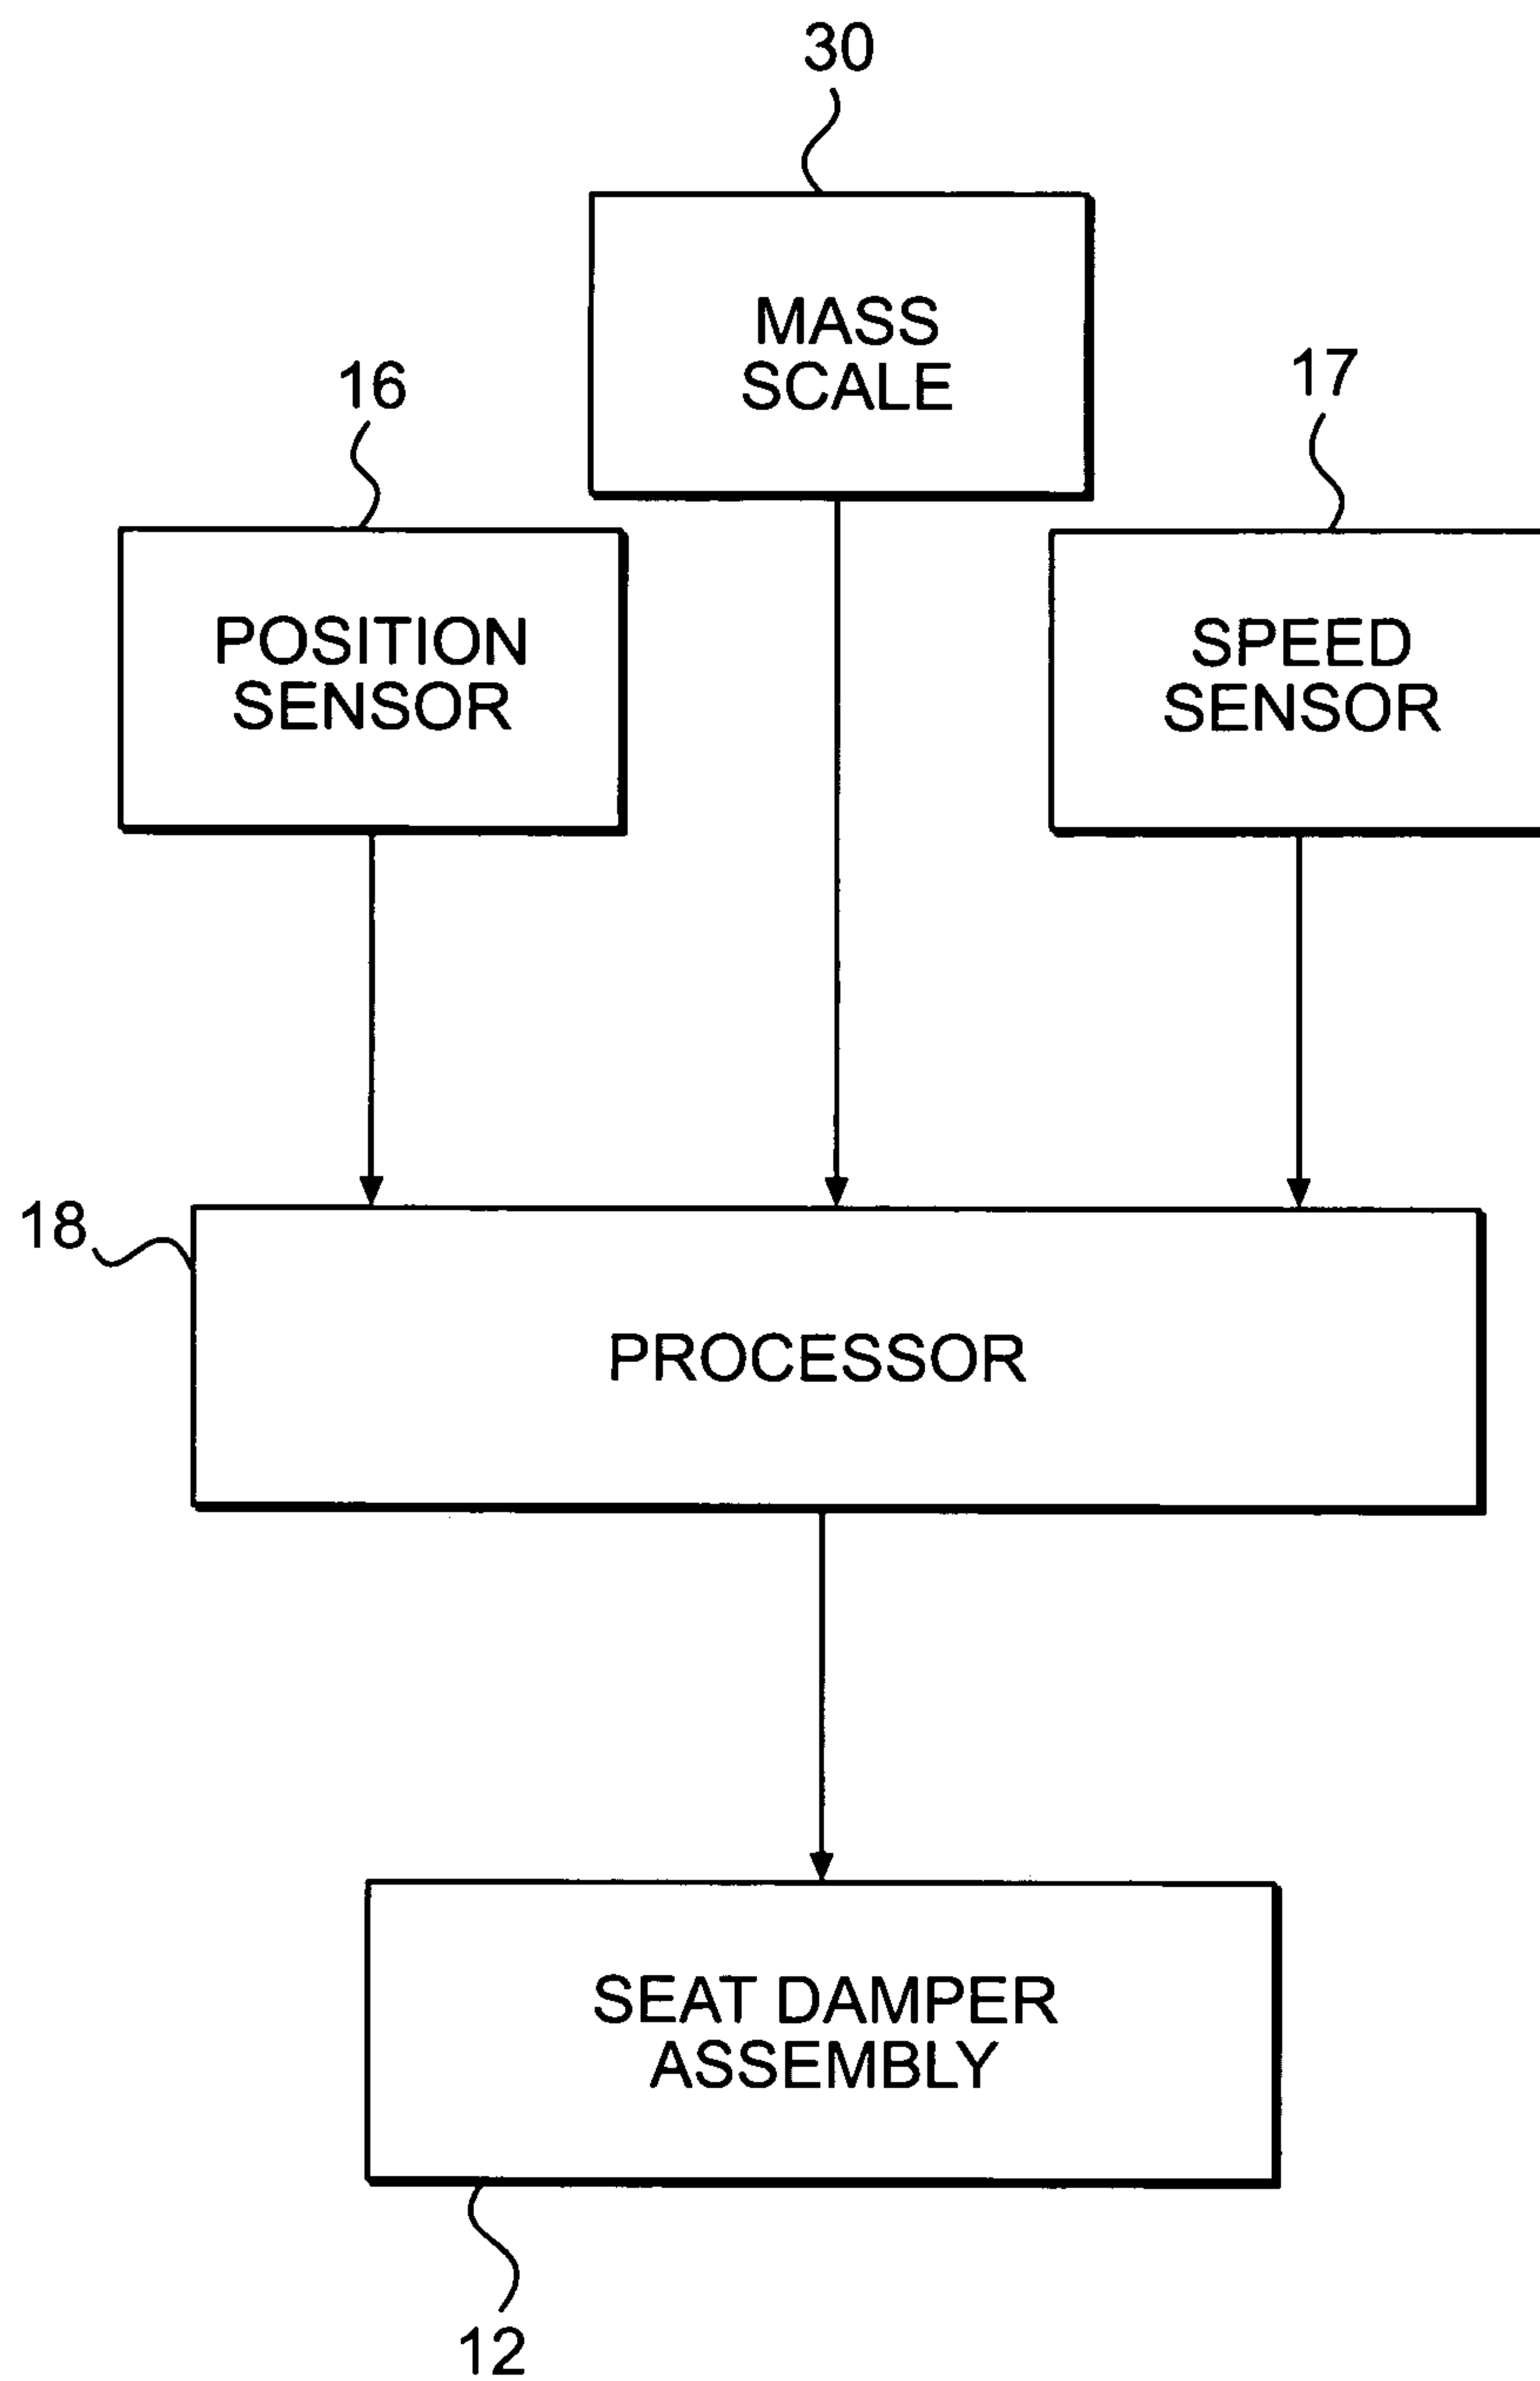 30
MASS
SCALE
16
17
POSITION
SENSOR
SPEED
SENSOR
18
PROCESSOR
SEAT DAMPER
ASSEMBLY
12